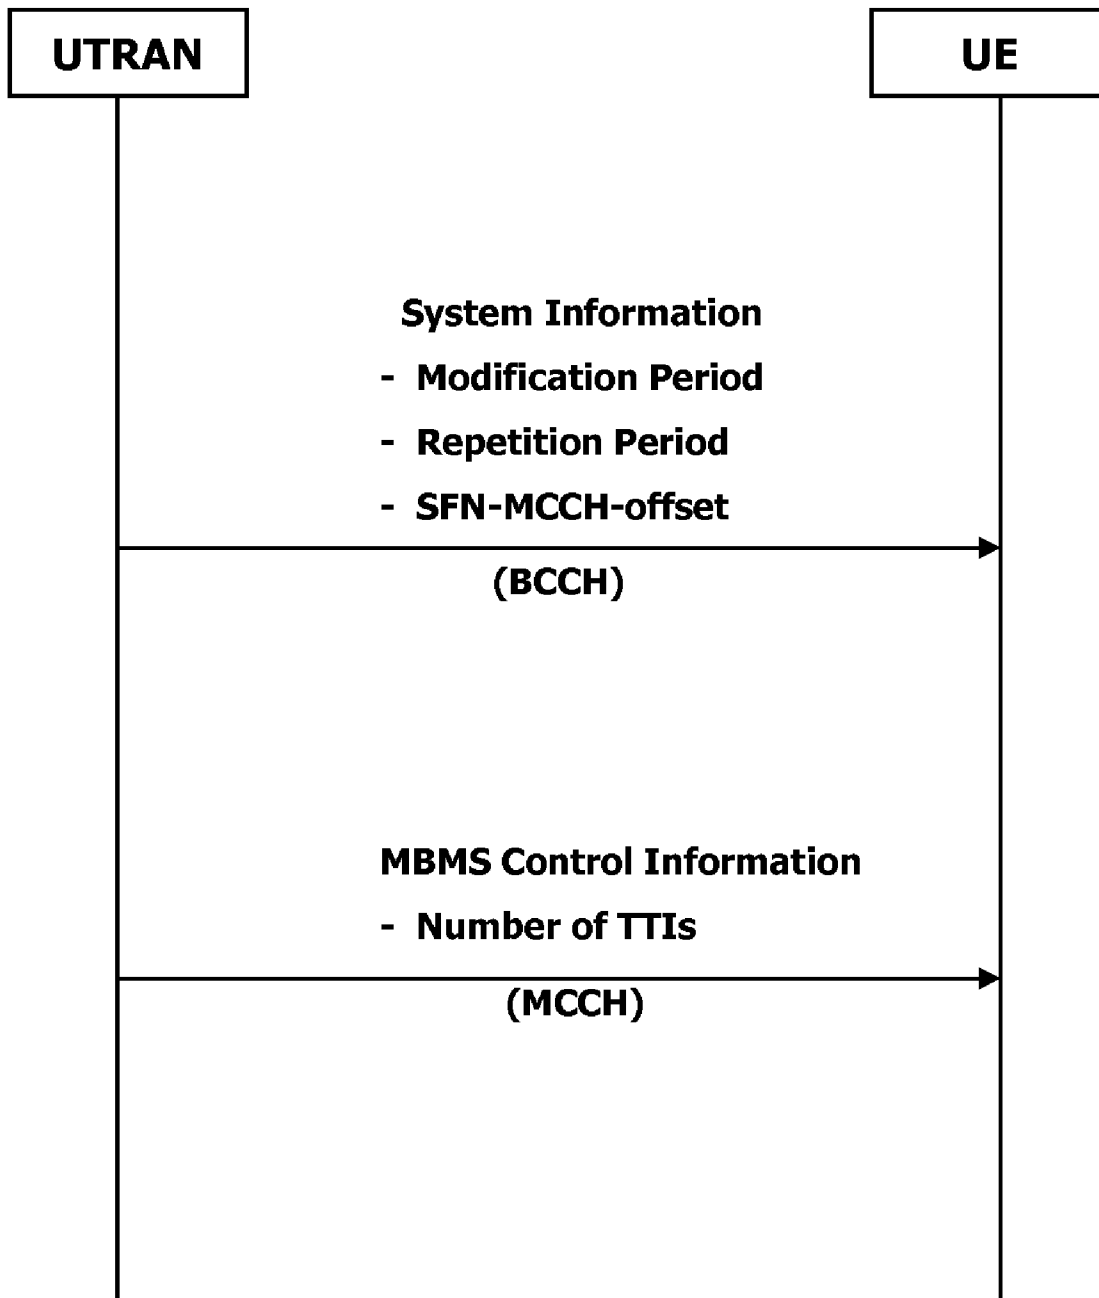 UTRAN
UE
System Information
- Modification Period
- Repetition Period
- SFN-MCCH-offset
(BCCH)
MBMS Control Information
- Number of TTIs
(MCCH)